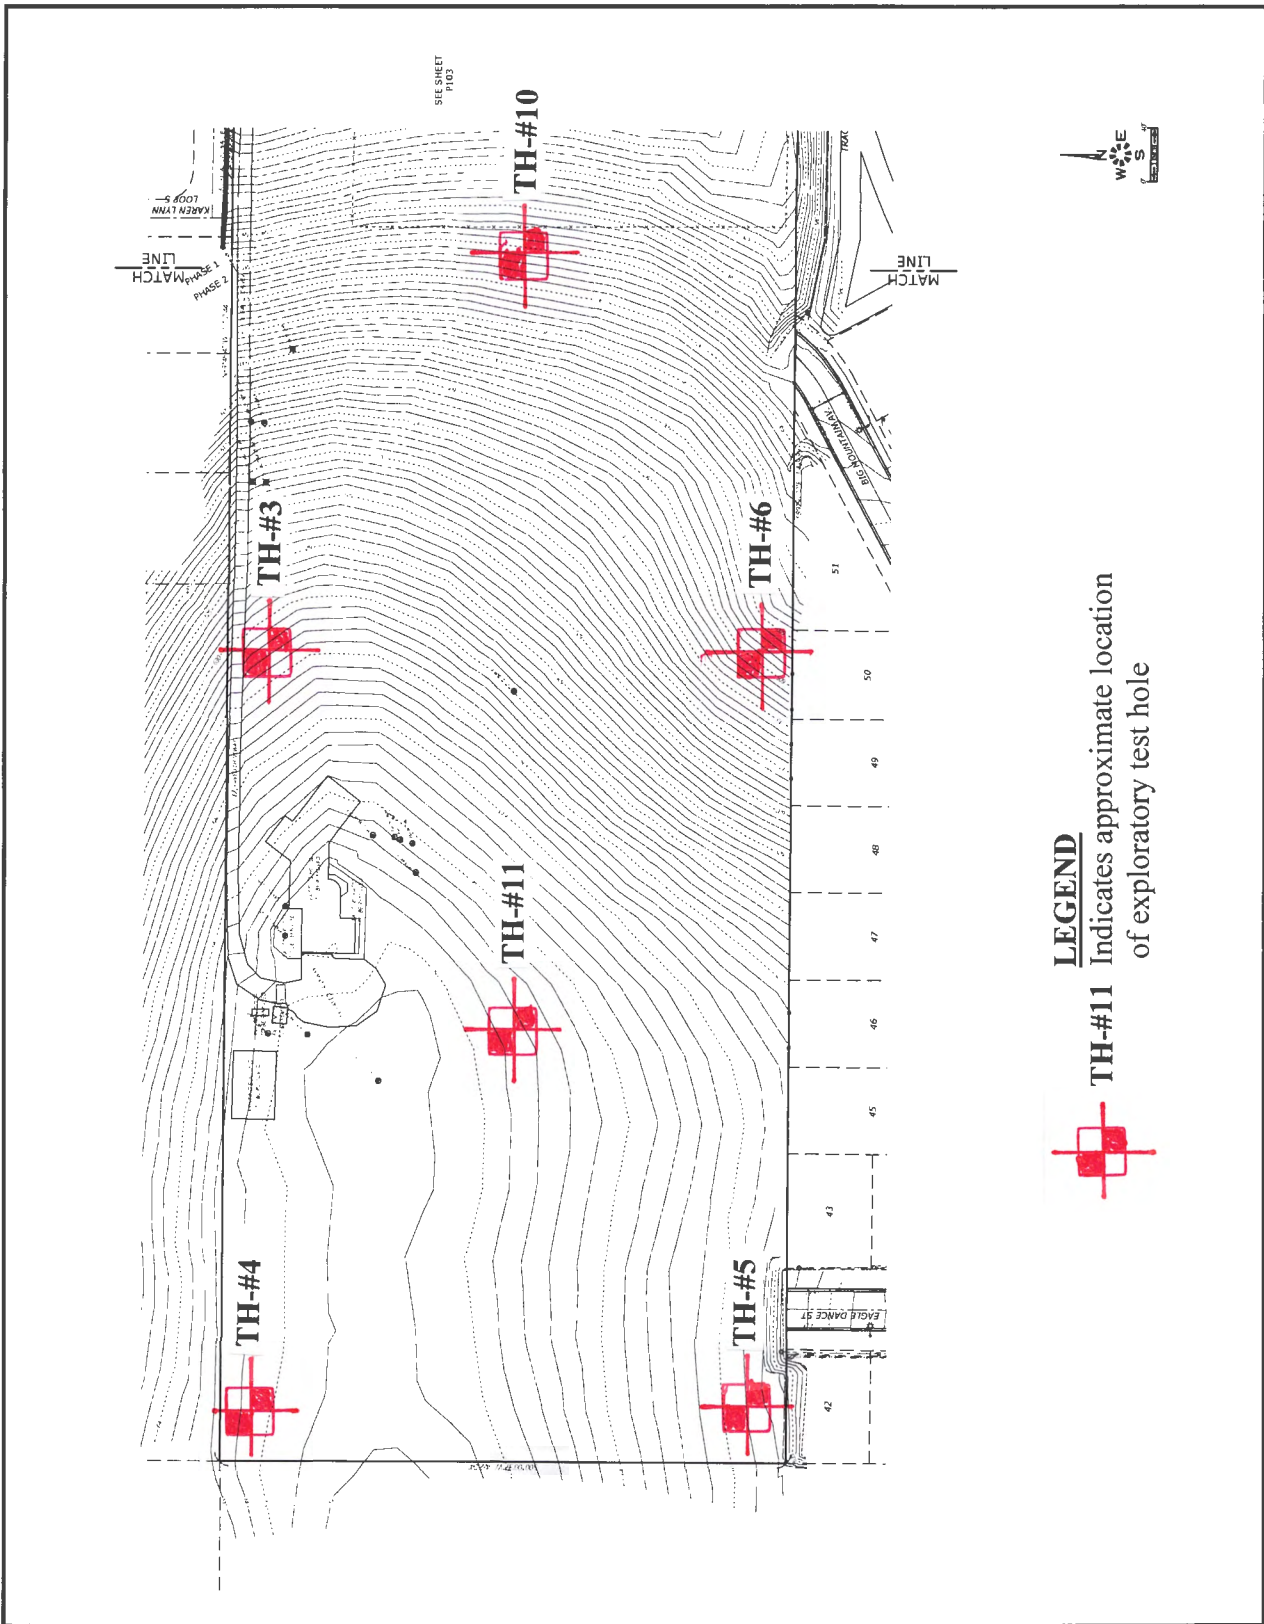 SEE SHEET
P103
TH-#10
KAREN LYNN
LOOP S
MATCH
LINE
PHASE 1
PHASE 2
MATCH
LINE
N
W E
S
BIG MOUNTAIN AV.
TH-#3
TH-#6
51
50
49
48
47
46
45
43
42
TH-#11
TH-#4
TH-#5
EAGLE DANCE ST
LEGEND
TH-#11 Indicates approximate location
of exploratory test hole